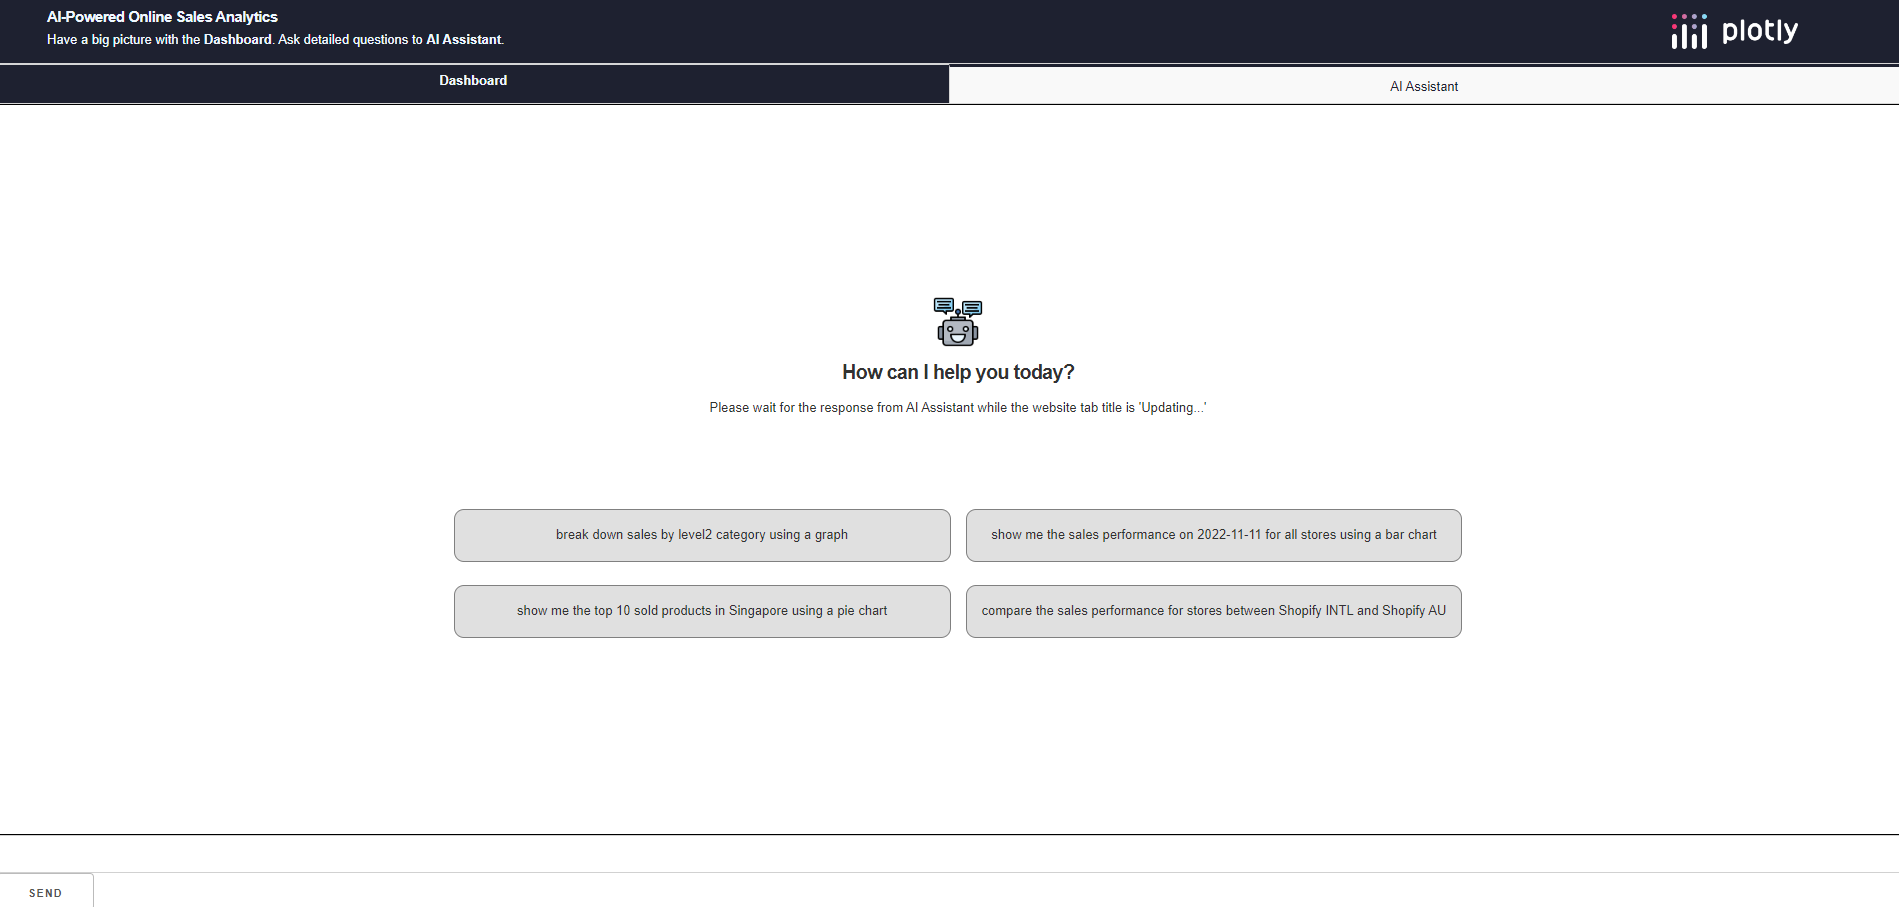 AI-Powered Online Sales Analytics
Have a big picture with the Dashboard. Ask detailed questions to AI Assistant.
plotly
Dashboard
AI Assistant
How can I help you today?
Please wait for the response from AI Assistant while the website tab title is 'Updating...'
break down sales by level2 category using a graph
show me the sales performance on 2022-11-11 for all stores using a bar chart
show me the top 10 sold products in Singapore using a pie chart
compare the sales performance for stores between Shopify INTL and Shopify AU
SEND